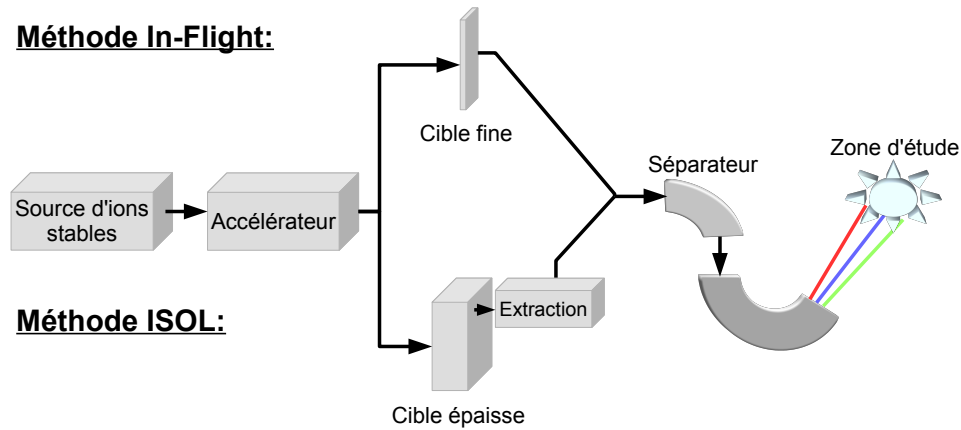 Méthode In-Flight:
Cible fine
Zone d'étude
Séparateur
Source d'ions
stables
Accélérateur
Extraction
Méthode ISOL:
Cible épaisse